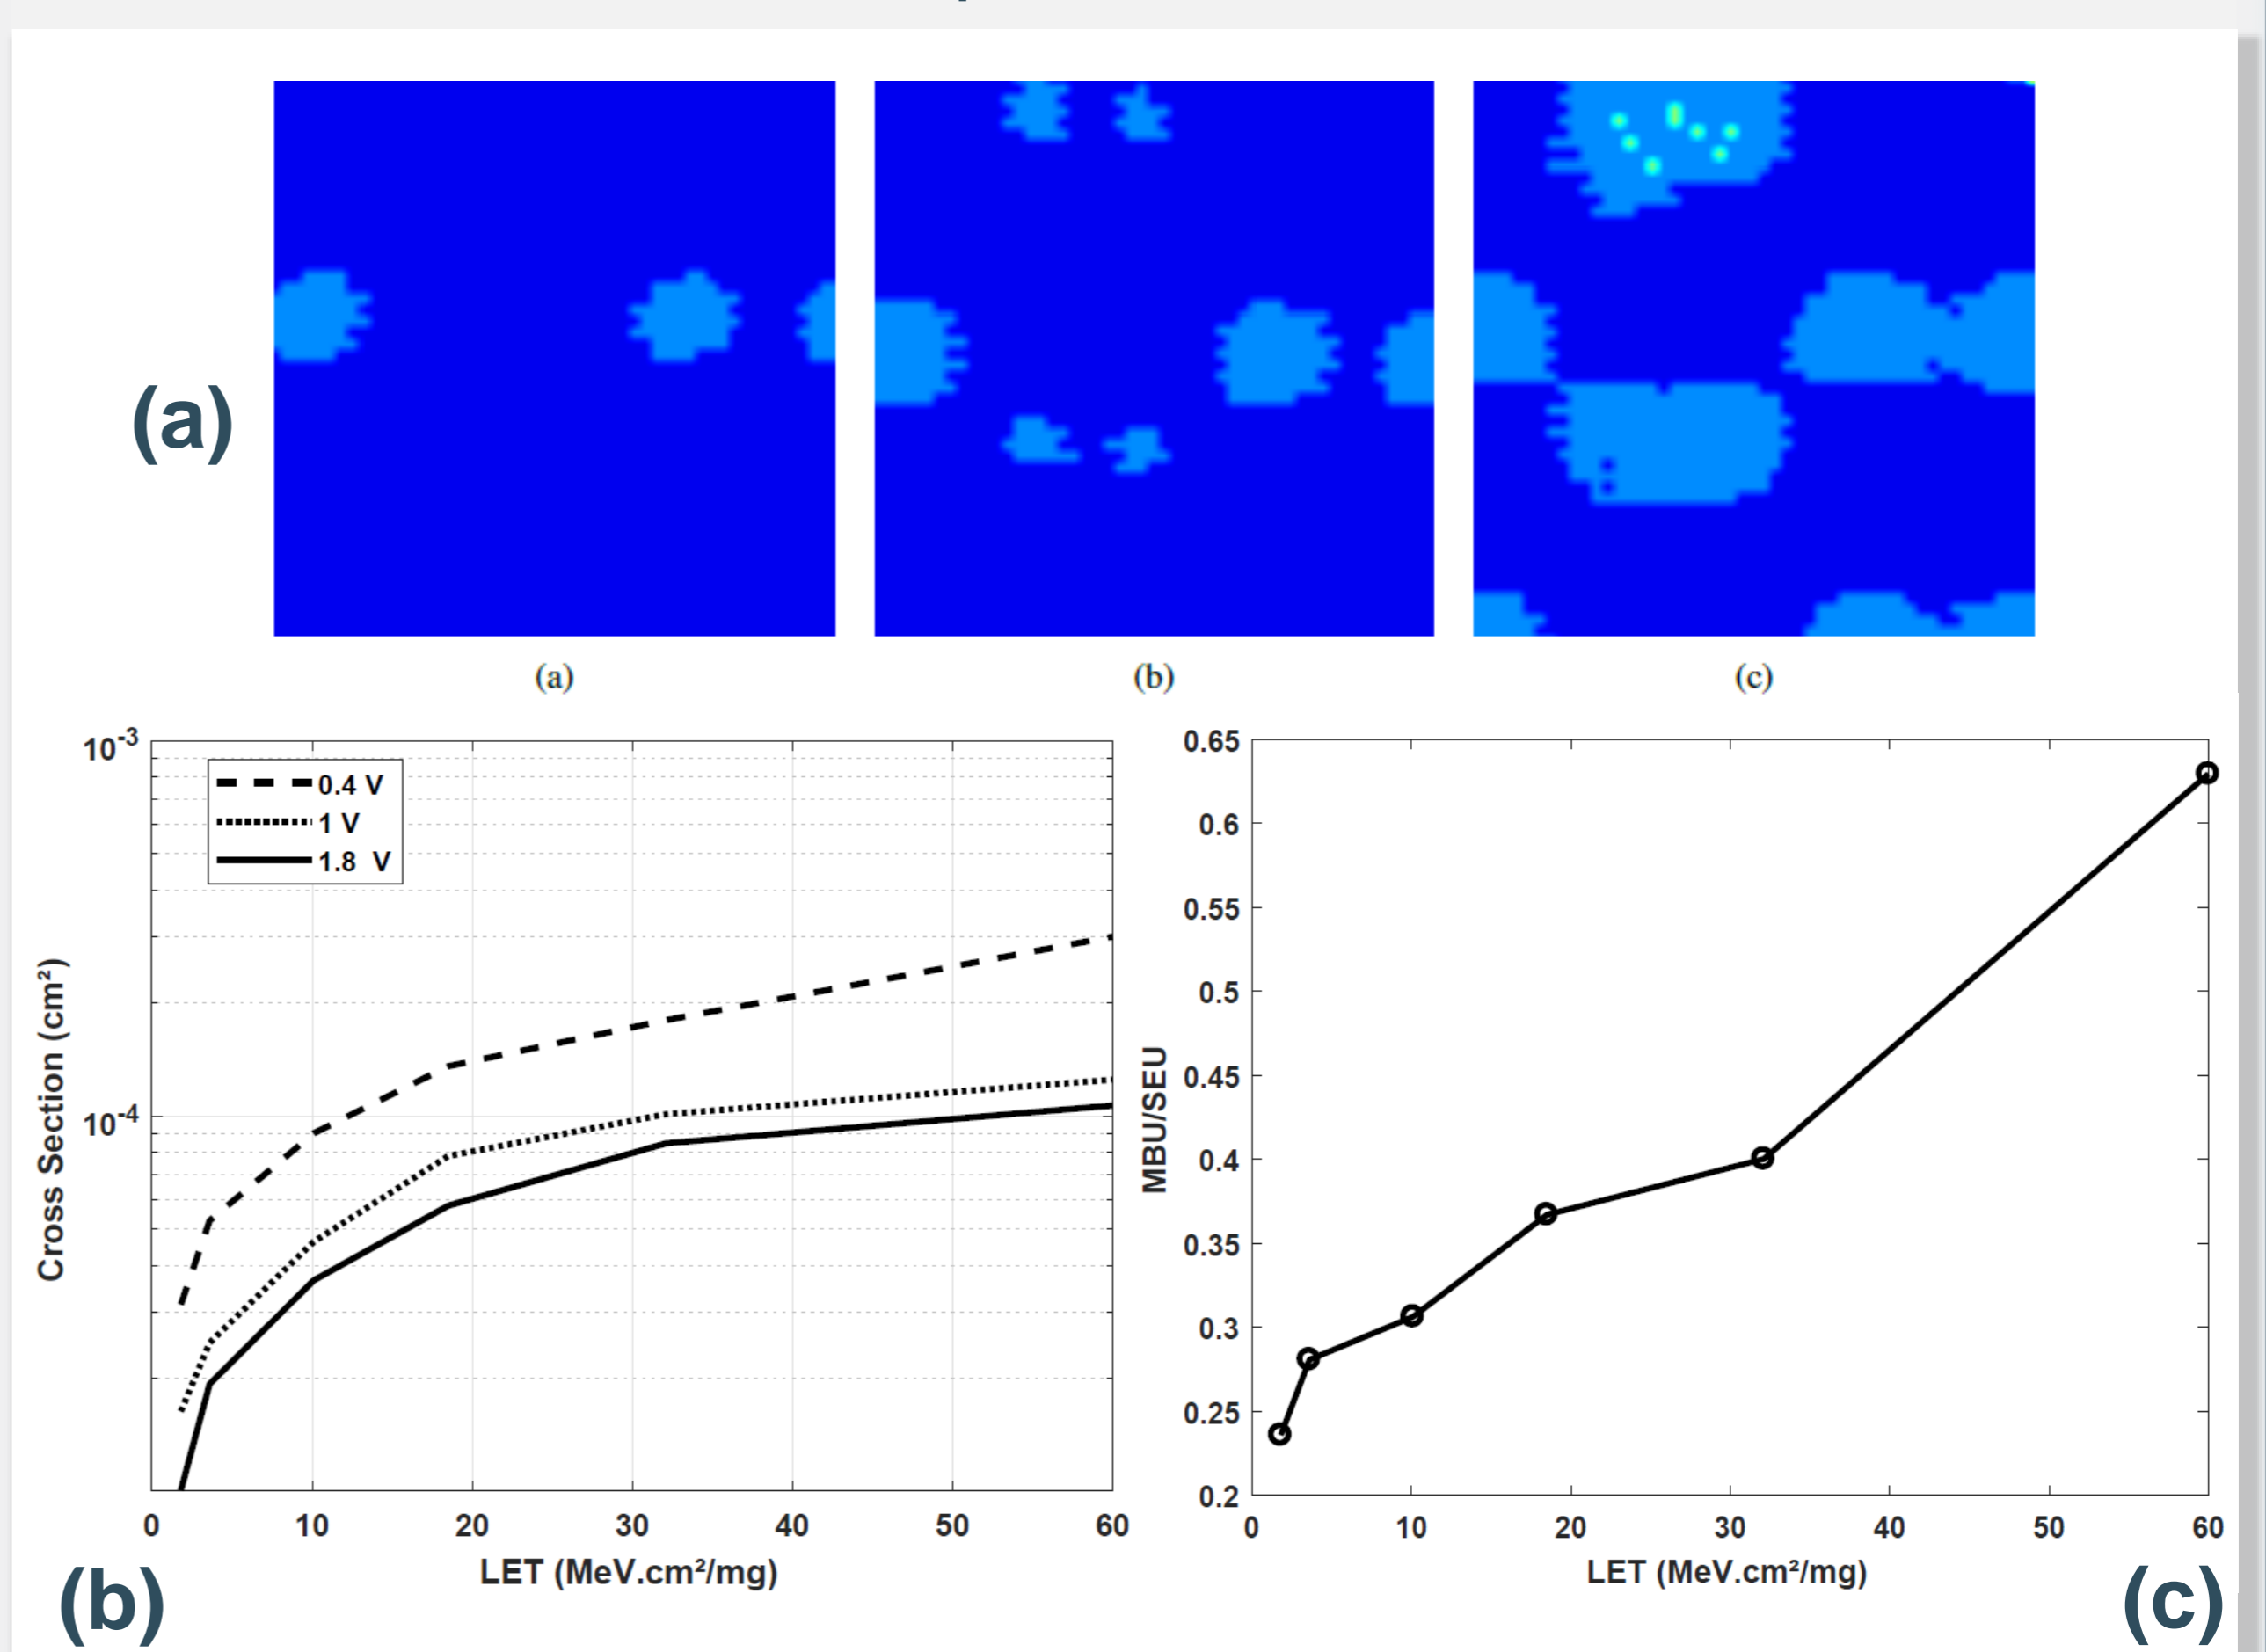 (a)
(a) (b) (c)
10-3
0.4 V
1 V
1.8 V
10-4
Cross Section (cm²)
0 10 20 30 40 50 60
LET (MeV.cm²/mg)
(b)
0.65
0.6
0.55
0.5
0.45
0.4
0.35
0.3
0.25
0.2
MBU/SEU
0 10 20 30 40 50 60
LET (MeV.cm²/mg)
(c)